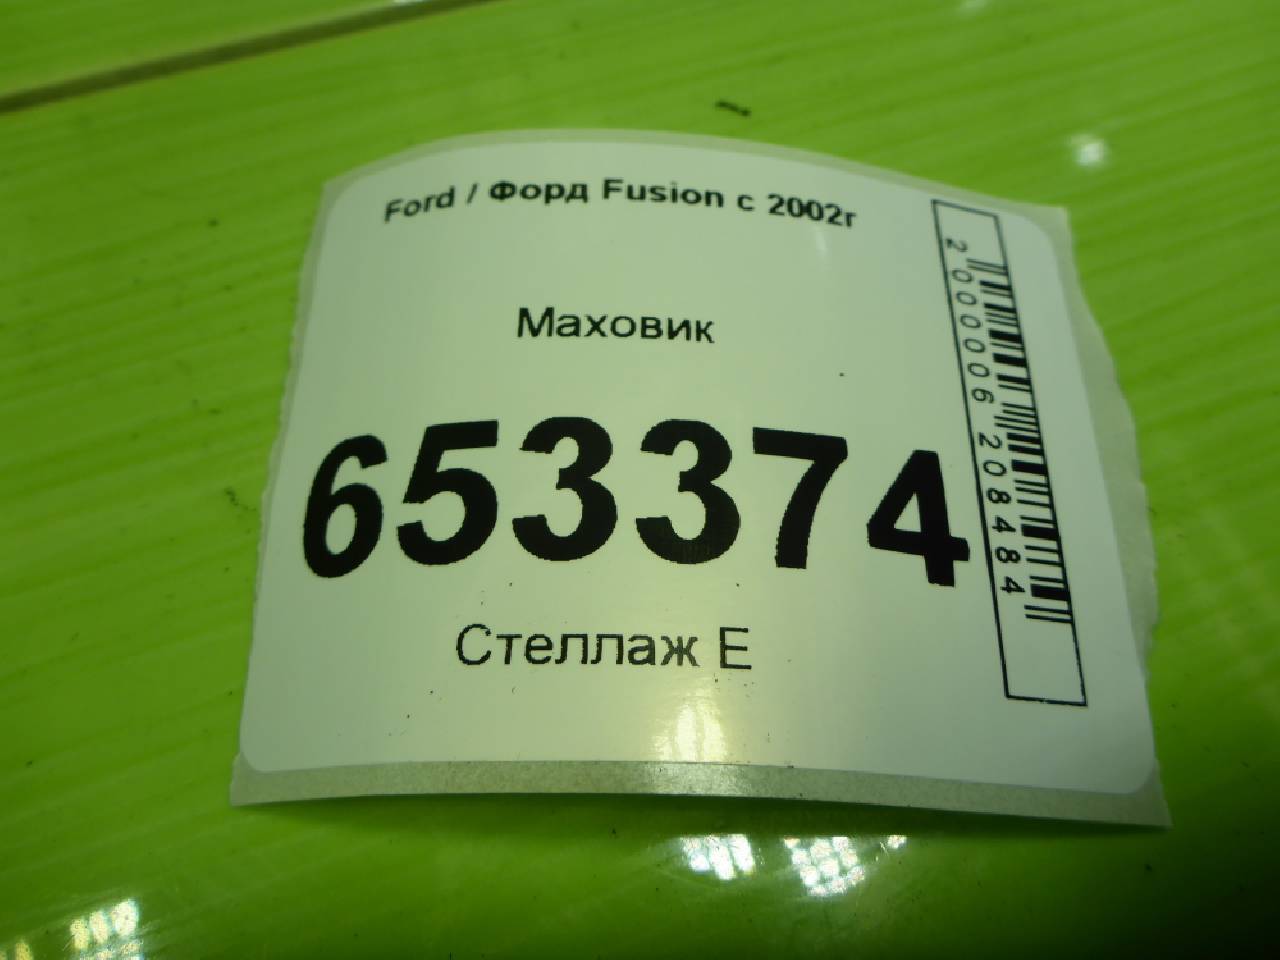 Ford / Форд Fusion с 2002г
Маховик
653374
Стеллаж Е
2000006208484